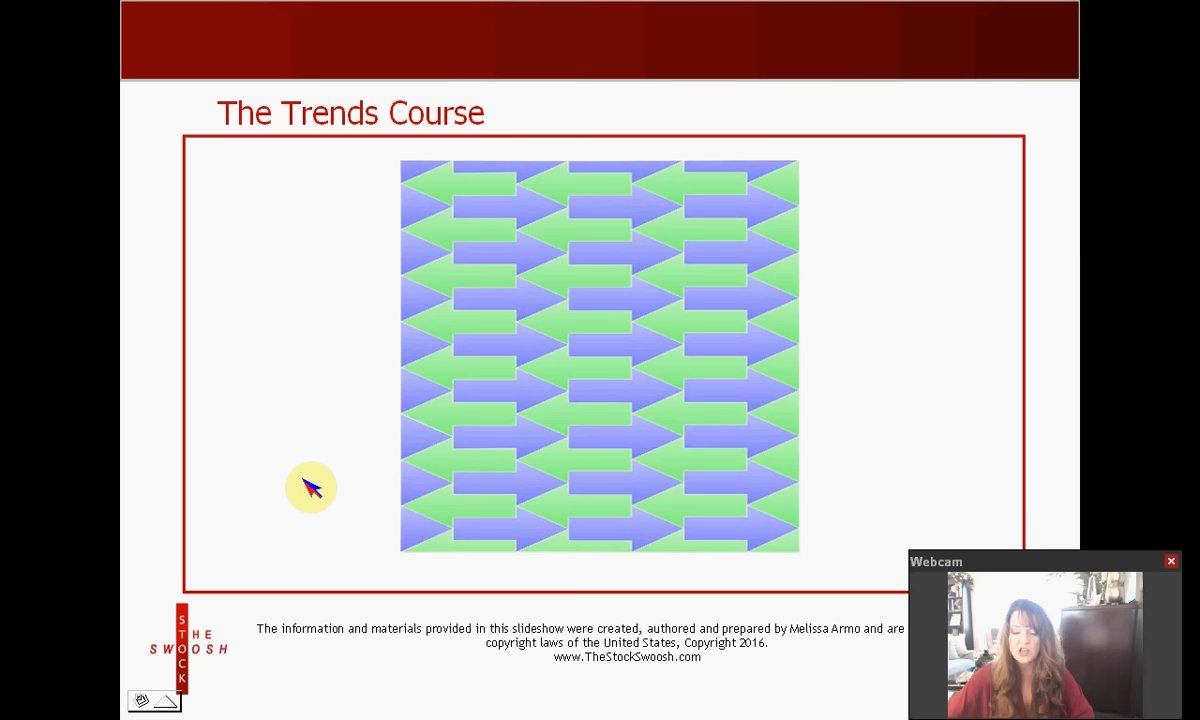 The Trends Course
THE
STOCK
SWOOSH
The information and materials provided in this slideshow were created, authored and prepared by Melissa Armo and are
copyright laws of the United States, Copyright 2016.
www.TheStockSwoosh.com
Webcam